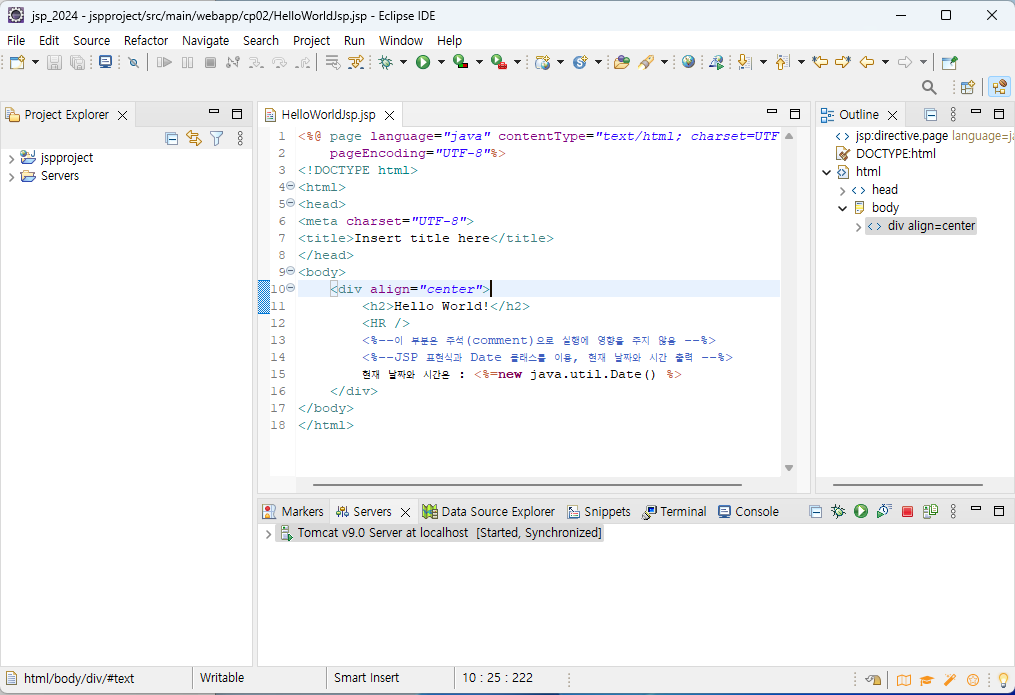 jsp_2024 - jspproject/src/main/webapp/cp02/HelloWorldJsp.jsp - Eclipse IDE
File Edit Source Refactor Navigate Search Project Run Window Help
Project Explorer
jspproject
Servers
HelloWorldJsp.jsp
1 <%@ page language="java" contentType="text/html; charset=UTF
2     pageEncoding="UTF-8"%>
3 <!DOCTYPE html>
4 <html>
5 <head>
6 <meta charset="UTF-8">
7 <title>Insert title here</title>
8 </head>
9 <body>
10     <div align="center">
11         <h2>Hello World!</h2>
12         <HR />
13         <%--이 부분은 주석(comment)으로 실행에 영향을 주지 않음 --%>
14         <%--JSP 표현식과 Date 클래스를 이용, 현재 날짜와 시간 출력 --%>
15         현재 날짜와 시간은 : <%=new java.util.Date() %>
16     </div>
17 </body>
18 </html>
Outline
jsp:directive.page language=ja
DOCTYPE:html
html
head
body
div align=center
Markers Servers Data Source Explorer Snippets Terminal Console
Tomcat v9.0 Server at localhost [Started, Synchronized]
html/body/div/#text Writable Smart Insert 10 : 25 : 222